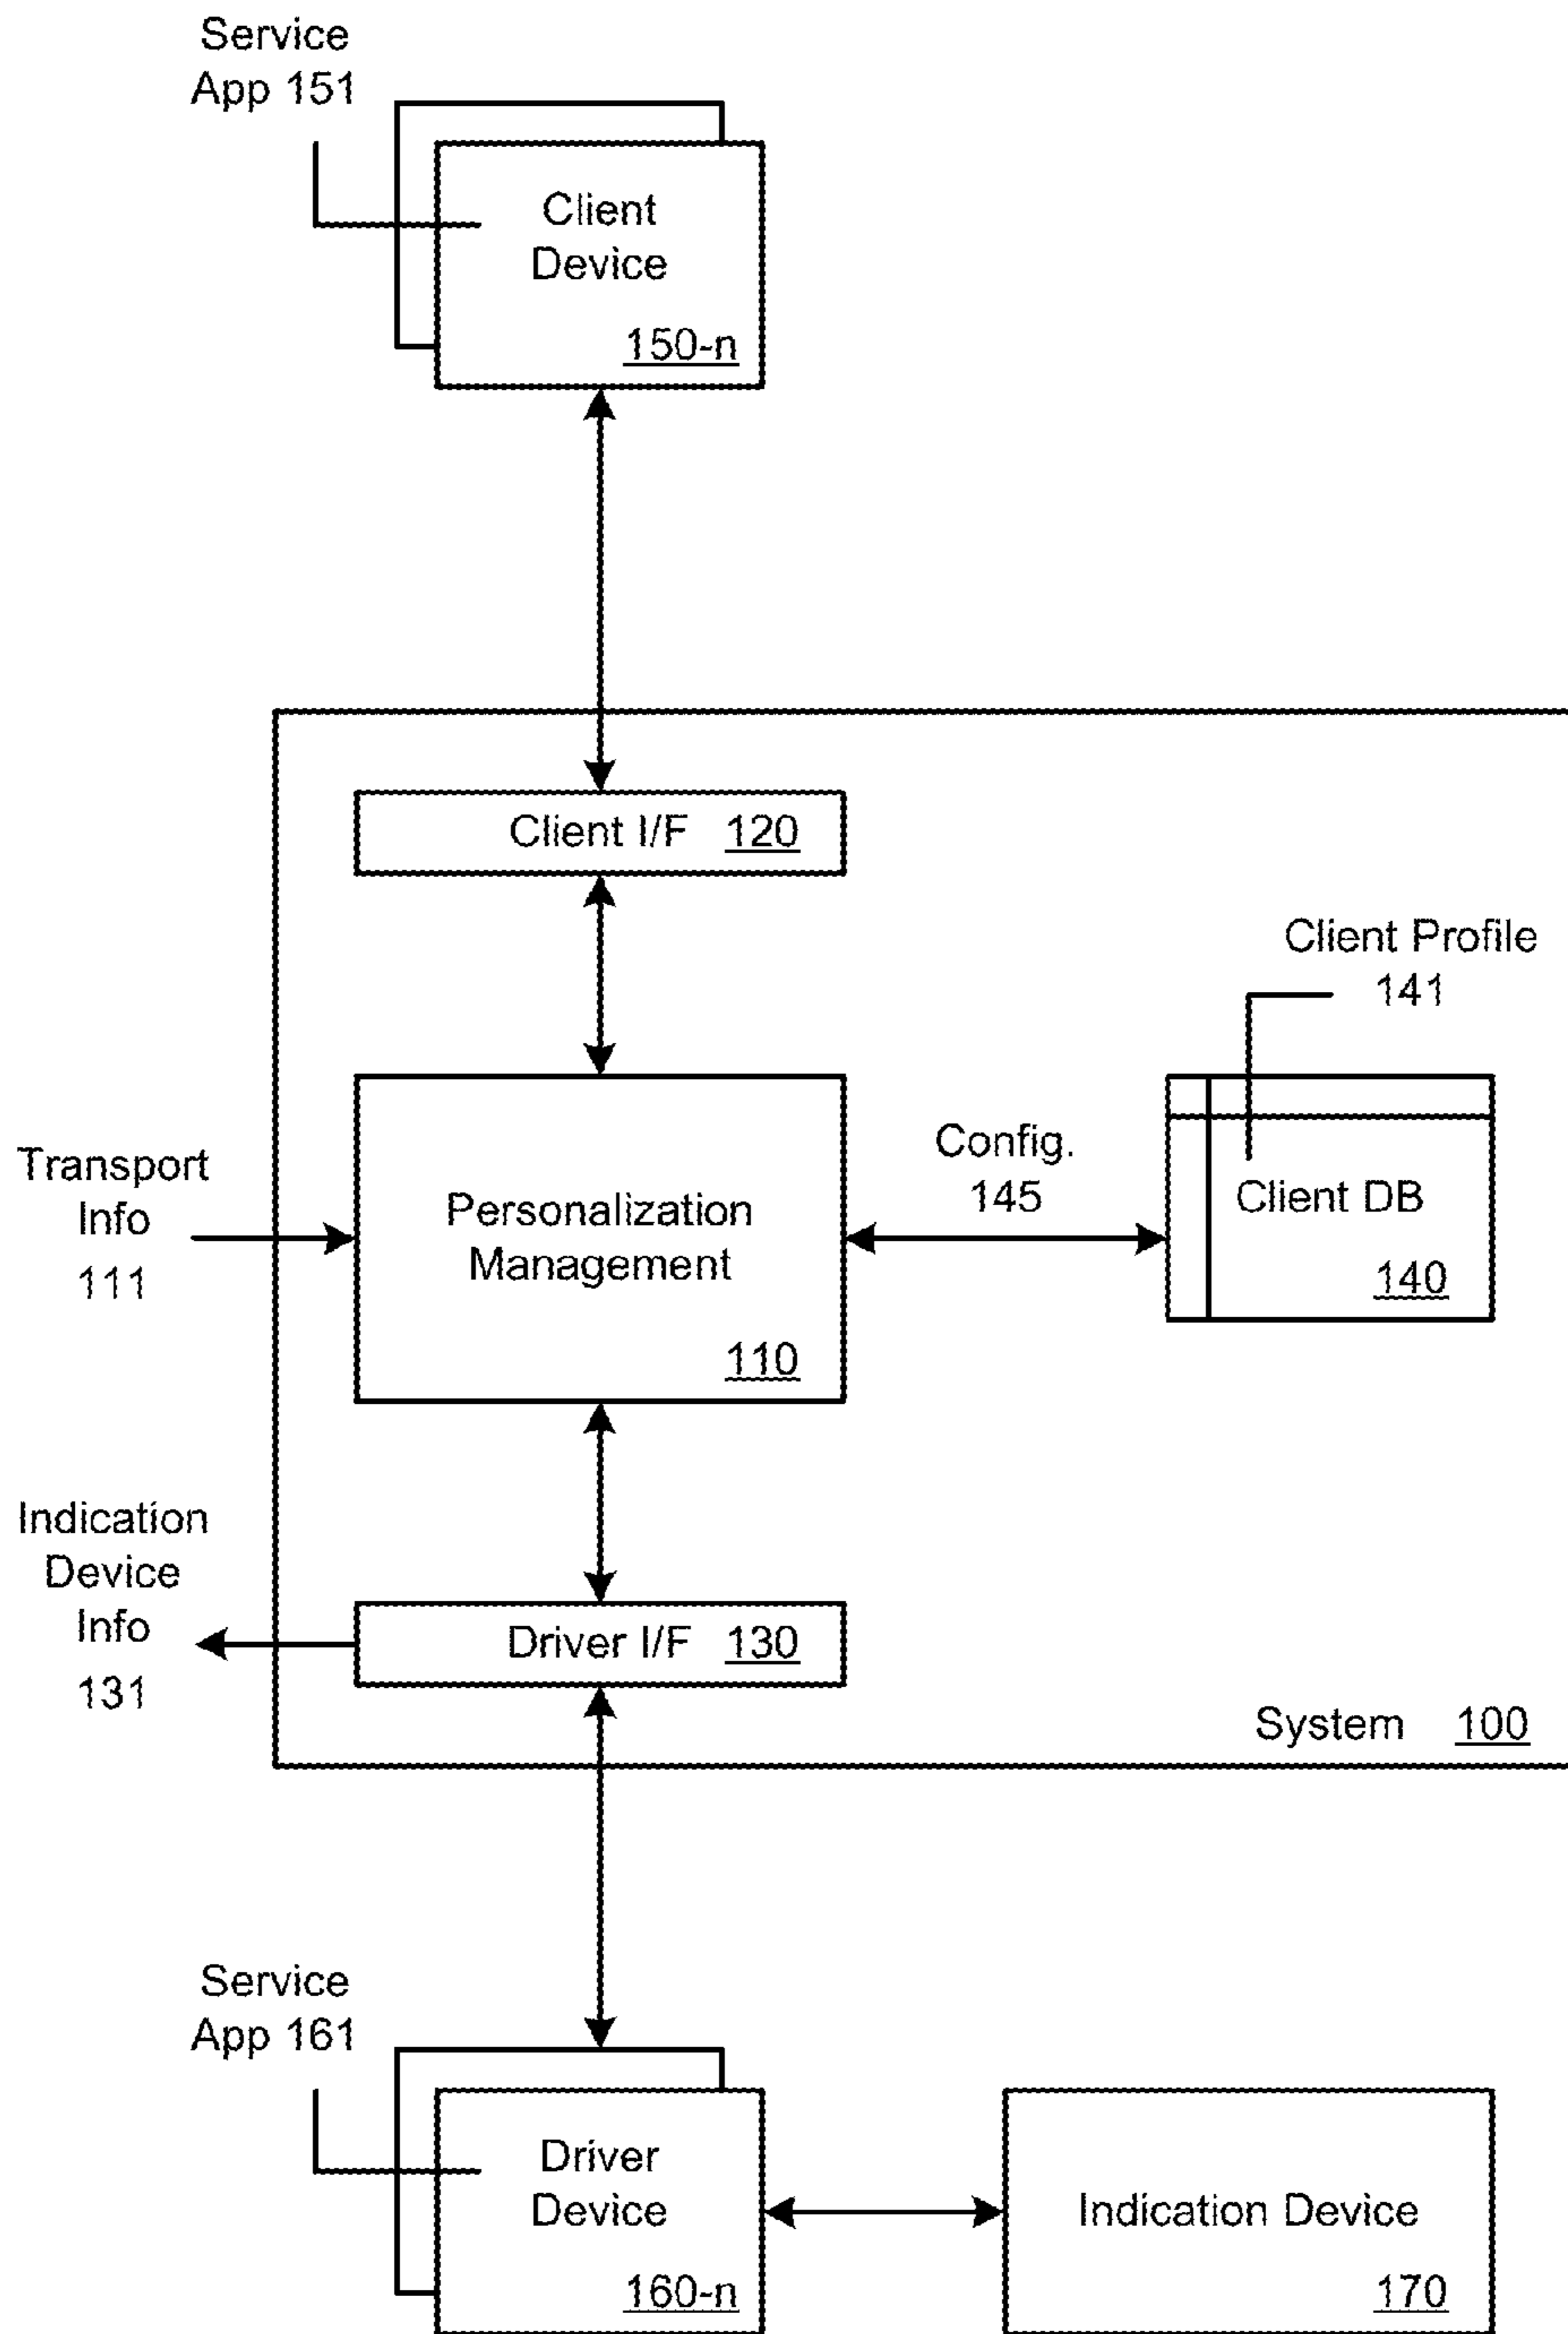 Service
App 151
Client
Device
150-n
Client I/F 120
Client Profile
141
Transport
Info
111
Personalization
Management
110
Config.
145
Client DB
140
Indication
Device
Info
131
Driver I/F 130
System 100
Service
App 161
Driver
Device
160-n
Indication Device
170